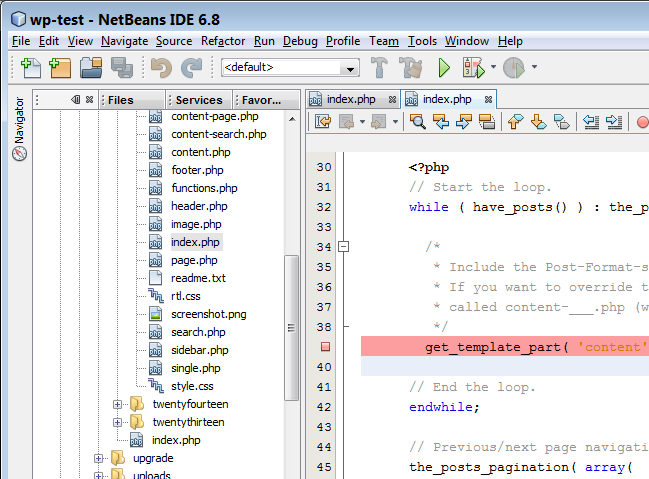 wp-test - NetBeans IDE 6.8
File Edit View Navigate Source Refactor Run Debug Profile Team Tools Window Help
<default>
Navigator
Files Services Favor...
index.php index.php
content-page.php
content-search.php
content.php
footer.php
functions.php
header.php
image.php
index.php
page.php
readme.txt
rtl.css
screenshot.png
search.php
sidebar.php
single.php
style.css
twentyfourteen
twentythirteen
index.php
upgrade
uploads
30 <?php
31 // Start the loop.
32 while ( have_posts() ) : the_p
33
34 /*
35 * Include the Post-Format-s
36 * If you want to override t
37 * called content-___.php (w
38 */
get_template_part( 'content'
40
41 // End the loop.
42 endwhile;
43
44 // Previous/next page navigati
45 the_posts_pagination( array(